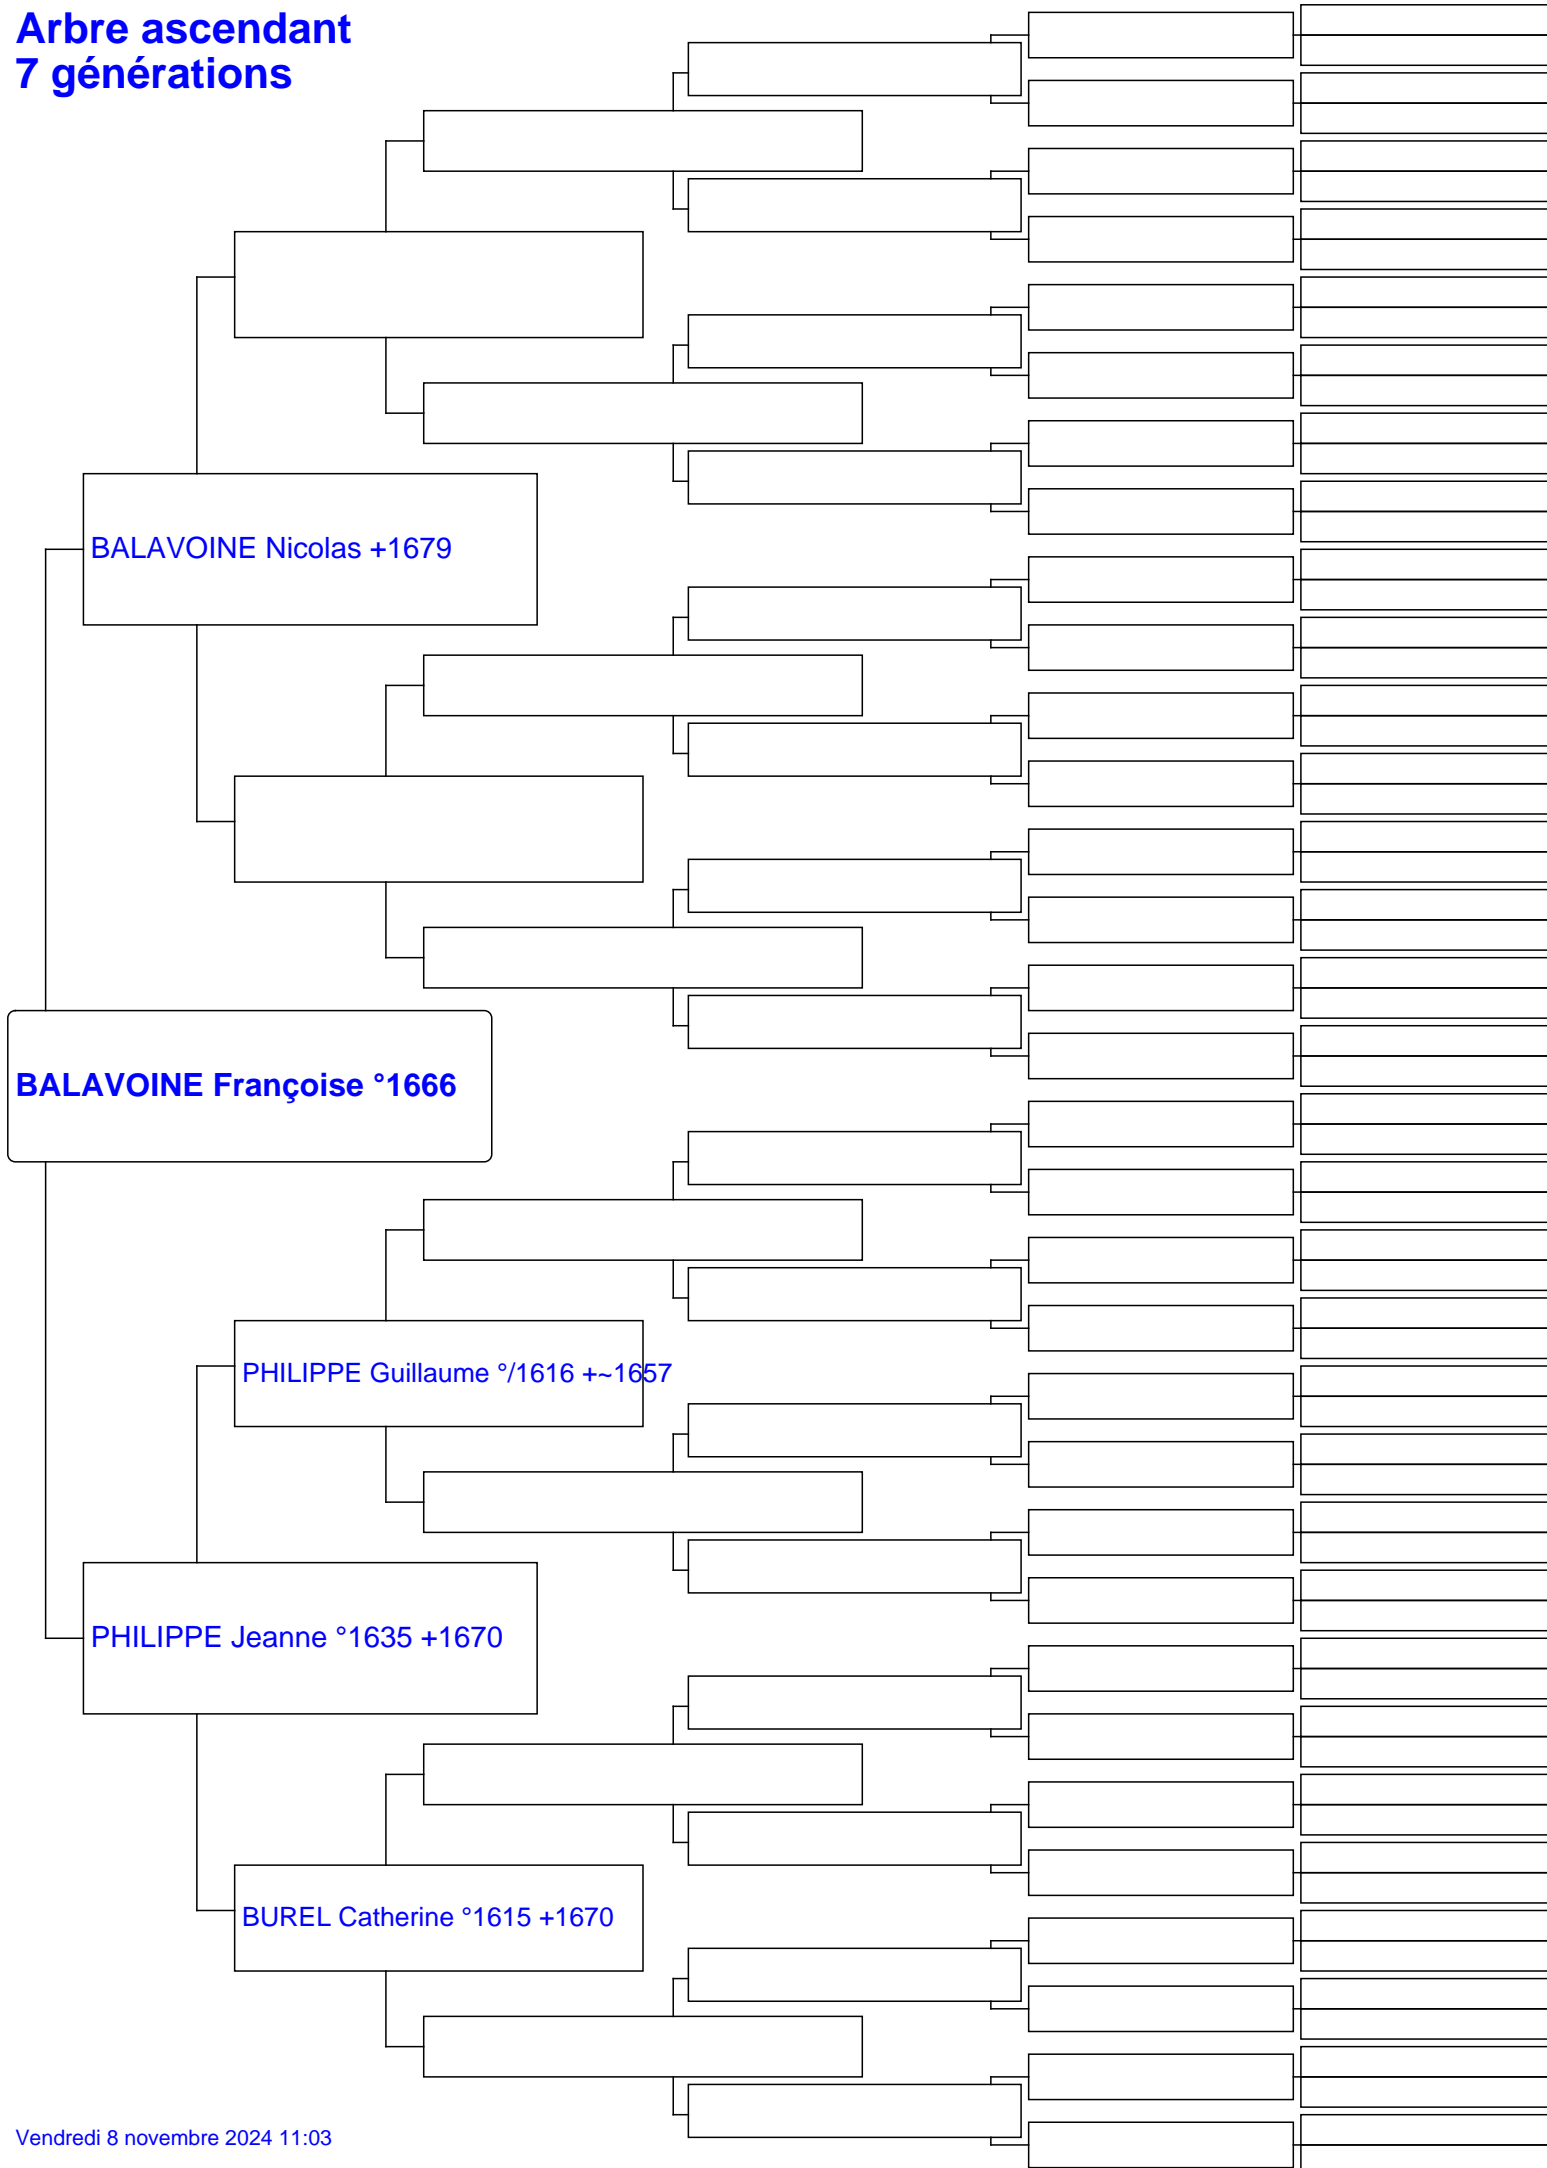 Arbre ascendant
7 générations
BALAVOINE Nicolas +1679
BALAVOINE Françoise °1666
PHILIPPE Guillaume °/1616 +~1657
PHILIPPE Jeanne °1635 +1670
BUREL Catherine °1615 +1670
Vendredi 8 novembre 2024 11:03